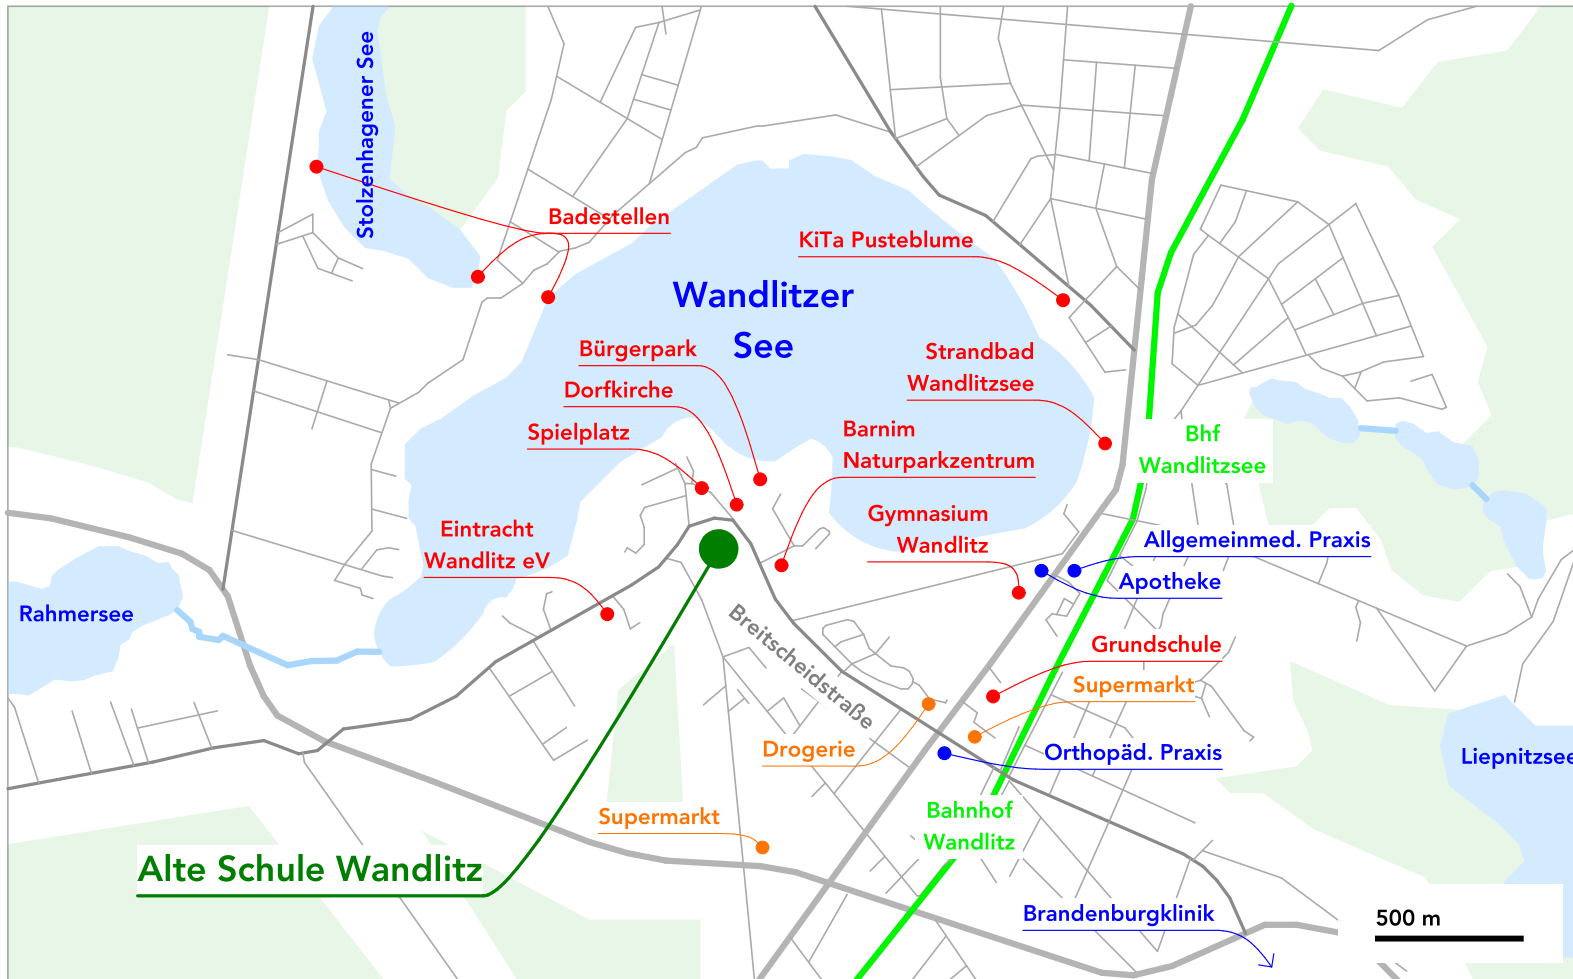 Stolzenhagener See
Badestellen
KiTa Pusteblume
Wandlitzer
See
Bürgerpark
Strandbad
Wandlitzsee
Dorfkirche
Spielplatz
Barnim
Naturparkzentrum
Bhf
Wandlitzsee
Eintracht
Wandlitz eV
Gymnasium
Wandlitz
Allgemeinmed. Praxis
Apotheke
Rahmersee
Breitscheidstraße
Grundschule
Supermarkt
Drogerie
Orthopäd. Praxis
Liepnitzsee
Supermarkt
Bahnhof
Wandlitz
Alte Schule Wandlitz
Brandenburgklinik
500 m